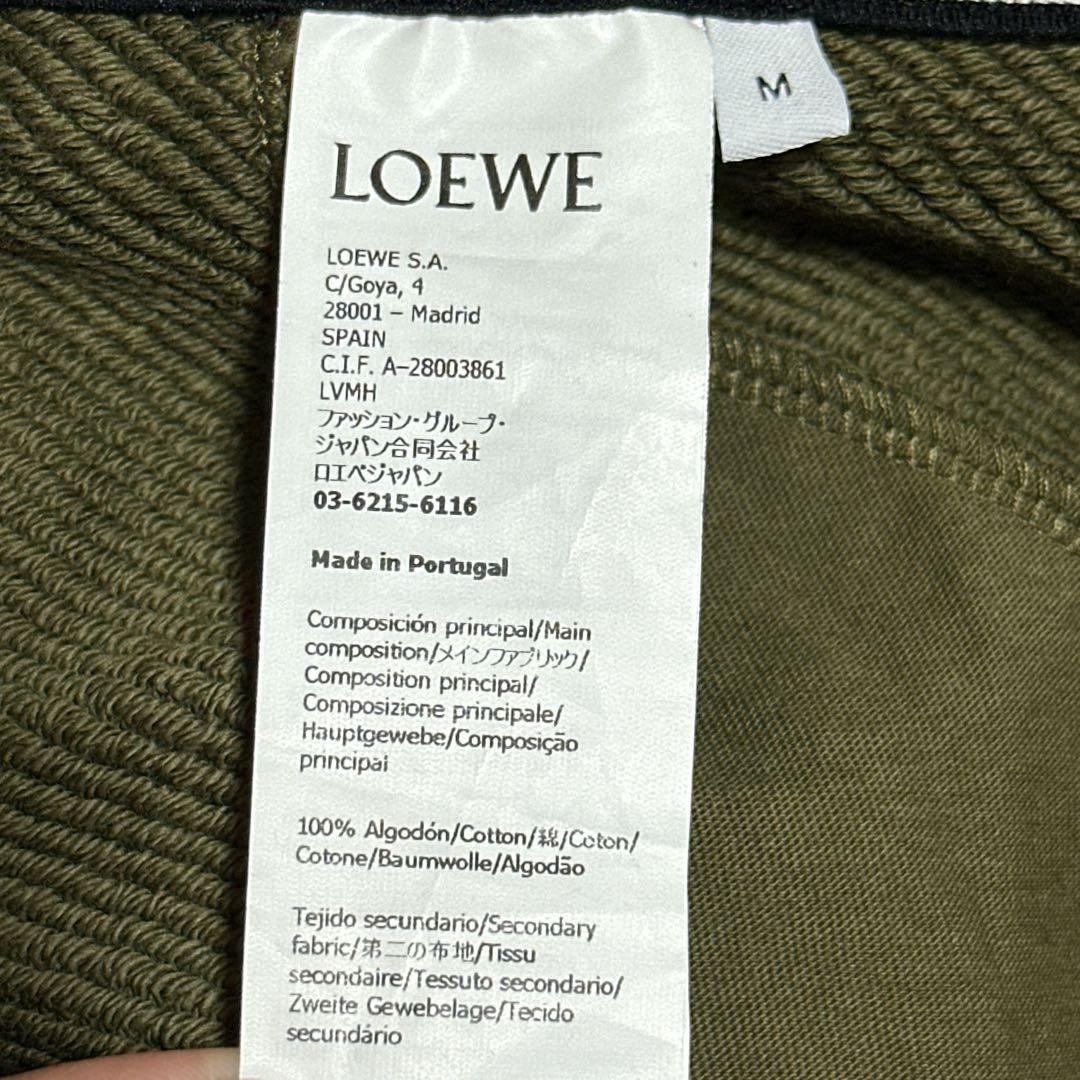 M
LOEWE
LOEWE S.A.
C/Goya, 4
28001 – Madrid
SPAIN
C.I.F. A–28003861
LVMH
ファッション・グループ・
ジャパン合同会社
ロエベジャパン
03-6215-6116
Made in Portugal
Composición principal/Main
composition/メインファブリック/
Composition principal/
Composizione principale/
Hauptgewebe/Composição
principal
100% Algodón/Cotton/綿/Coton/
Cotone/Baumwolle/Algodão
Tejido secundario/Secondary
fabric/第二の布地/Tissu
secondaire/Tessuto secondario/
Zweite Gewebelage/Tecido
secundário